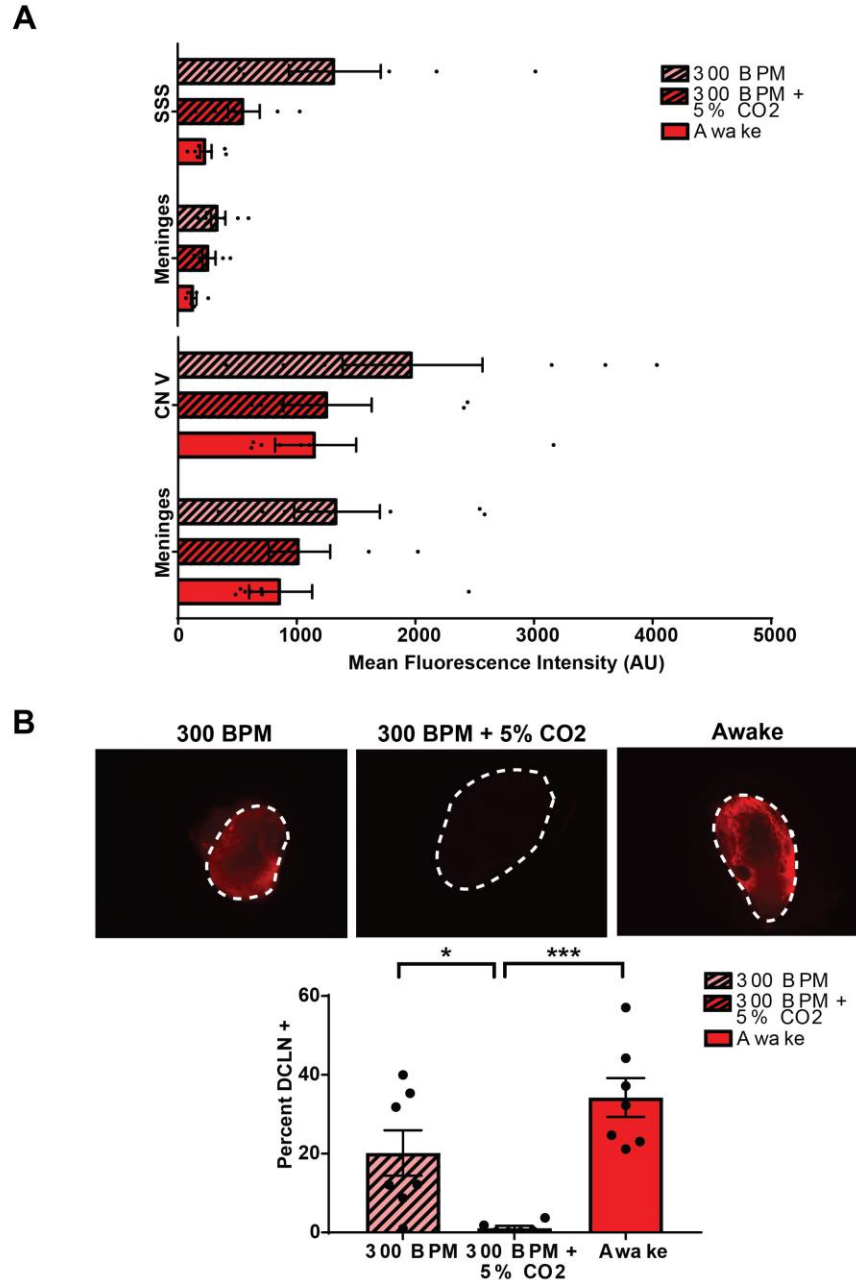 A
SSS
Meninges
CN V
Meninges
300 BPM
300 BPM +
5% CO2
Awake
0
1000
2000
3000
4000
5000
Mean Fluorescence Intensity (AU)
B
300 BPM
300 BPM + 5% CO2
Awake
*
***
Percent DCLN +
60
40
20
0
300 BPM
300 BPM +
5% CO2
Awake
300 BPM
300 BPM +
5% CO2
Awake